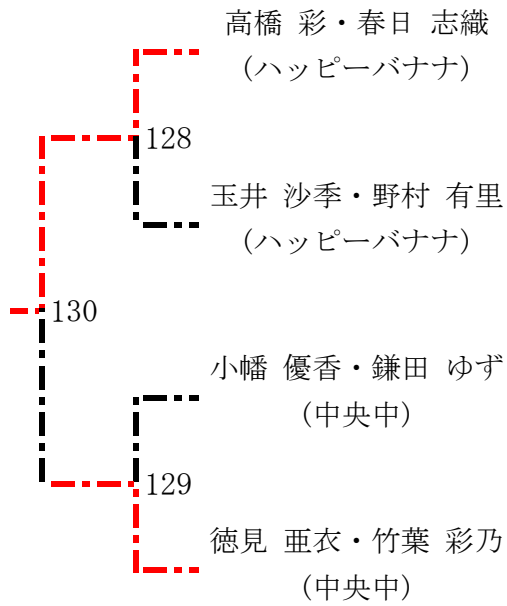 高橋 彩・春日 志織
(ハッピーバナナ)
128
玉井 沙季・野村 有里
(ハッピーバナナ)
130
小幡 優香・鎌田 ゆず
(中央中)
129
徳見 亜衣・竹葉 彩乃
(中央中)